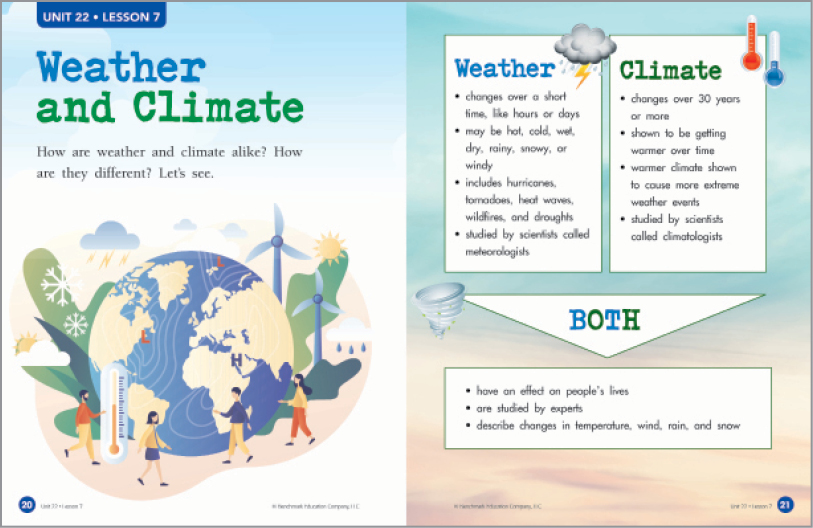 UNIT 22 • LESSON 7
Weather
and Climate
How are weather and climate alike? How
are they different? Let's see.
L
L
H
20
Unit 22 • Lesson 7
© Benchmark Education Company, LLC
Weather
• changes over a short
time, like hours or days
• may be hot, cold, wet,
dry, rainy, snowy, or
windy
• includes hurricanes,
tornadoes, heat waves,
wildfires, and droughts
• studied by scientists called
meteorologists
Climate
• changes over 30 years
or more
• shown to be getting
warmer over time
• warmer climate shown
to cause more extreme
weather events
• studied by scientists
called climatologists
BOTH
• have an effect on people's lives
• are studied by experts
• describe changes in temperature, wind, rain, and snow
© Benchmark Education Company, LLC
Unit 22 • Lesson 7
21